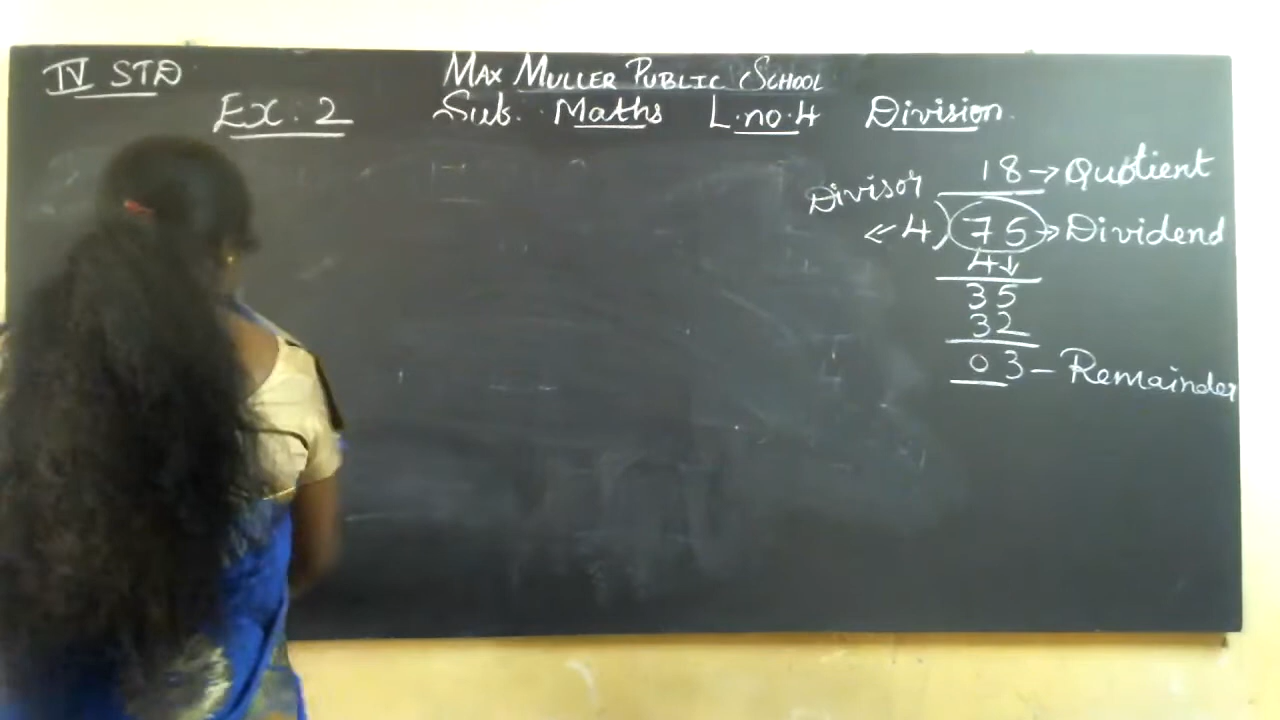 IV STD
MAX MULLER PUBLIC SCHOOL
Ex: 2
Sub. Maths L.no.4 Division.
18 → Quotient
Divisor
← 4) 75 → Dividend
4↓
35
32
03 – Remainder